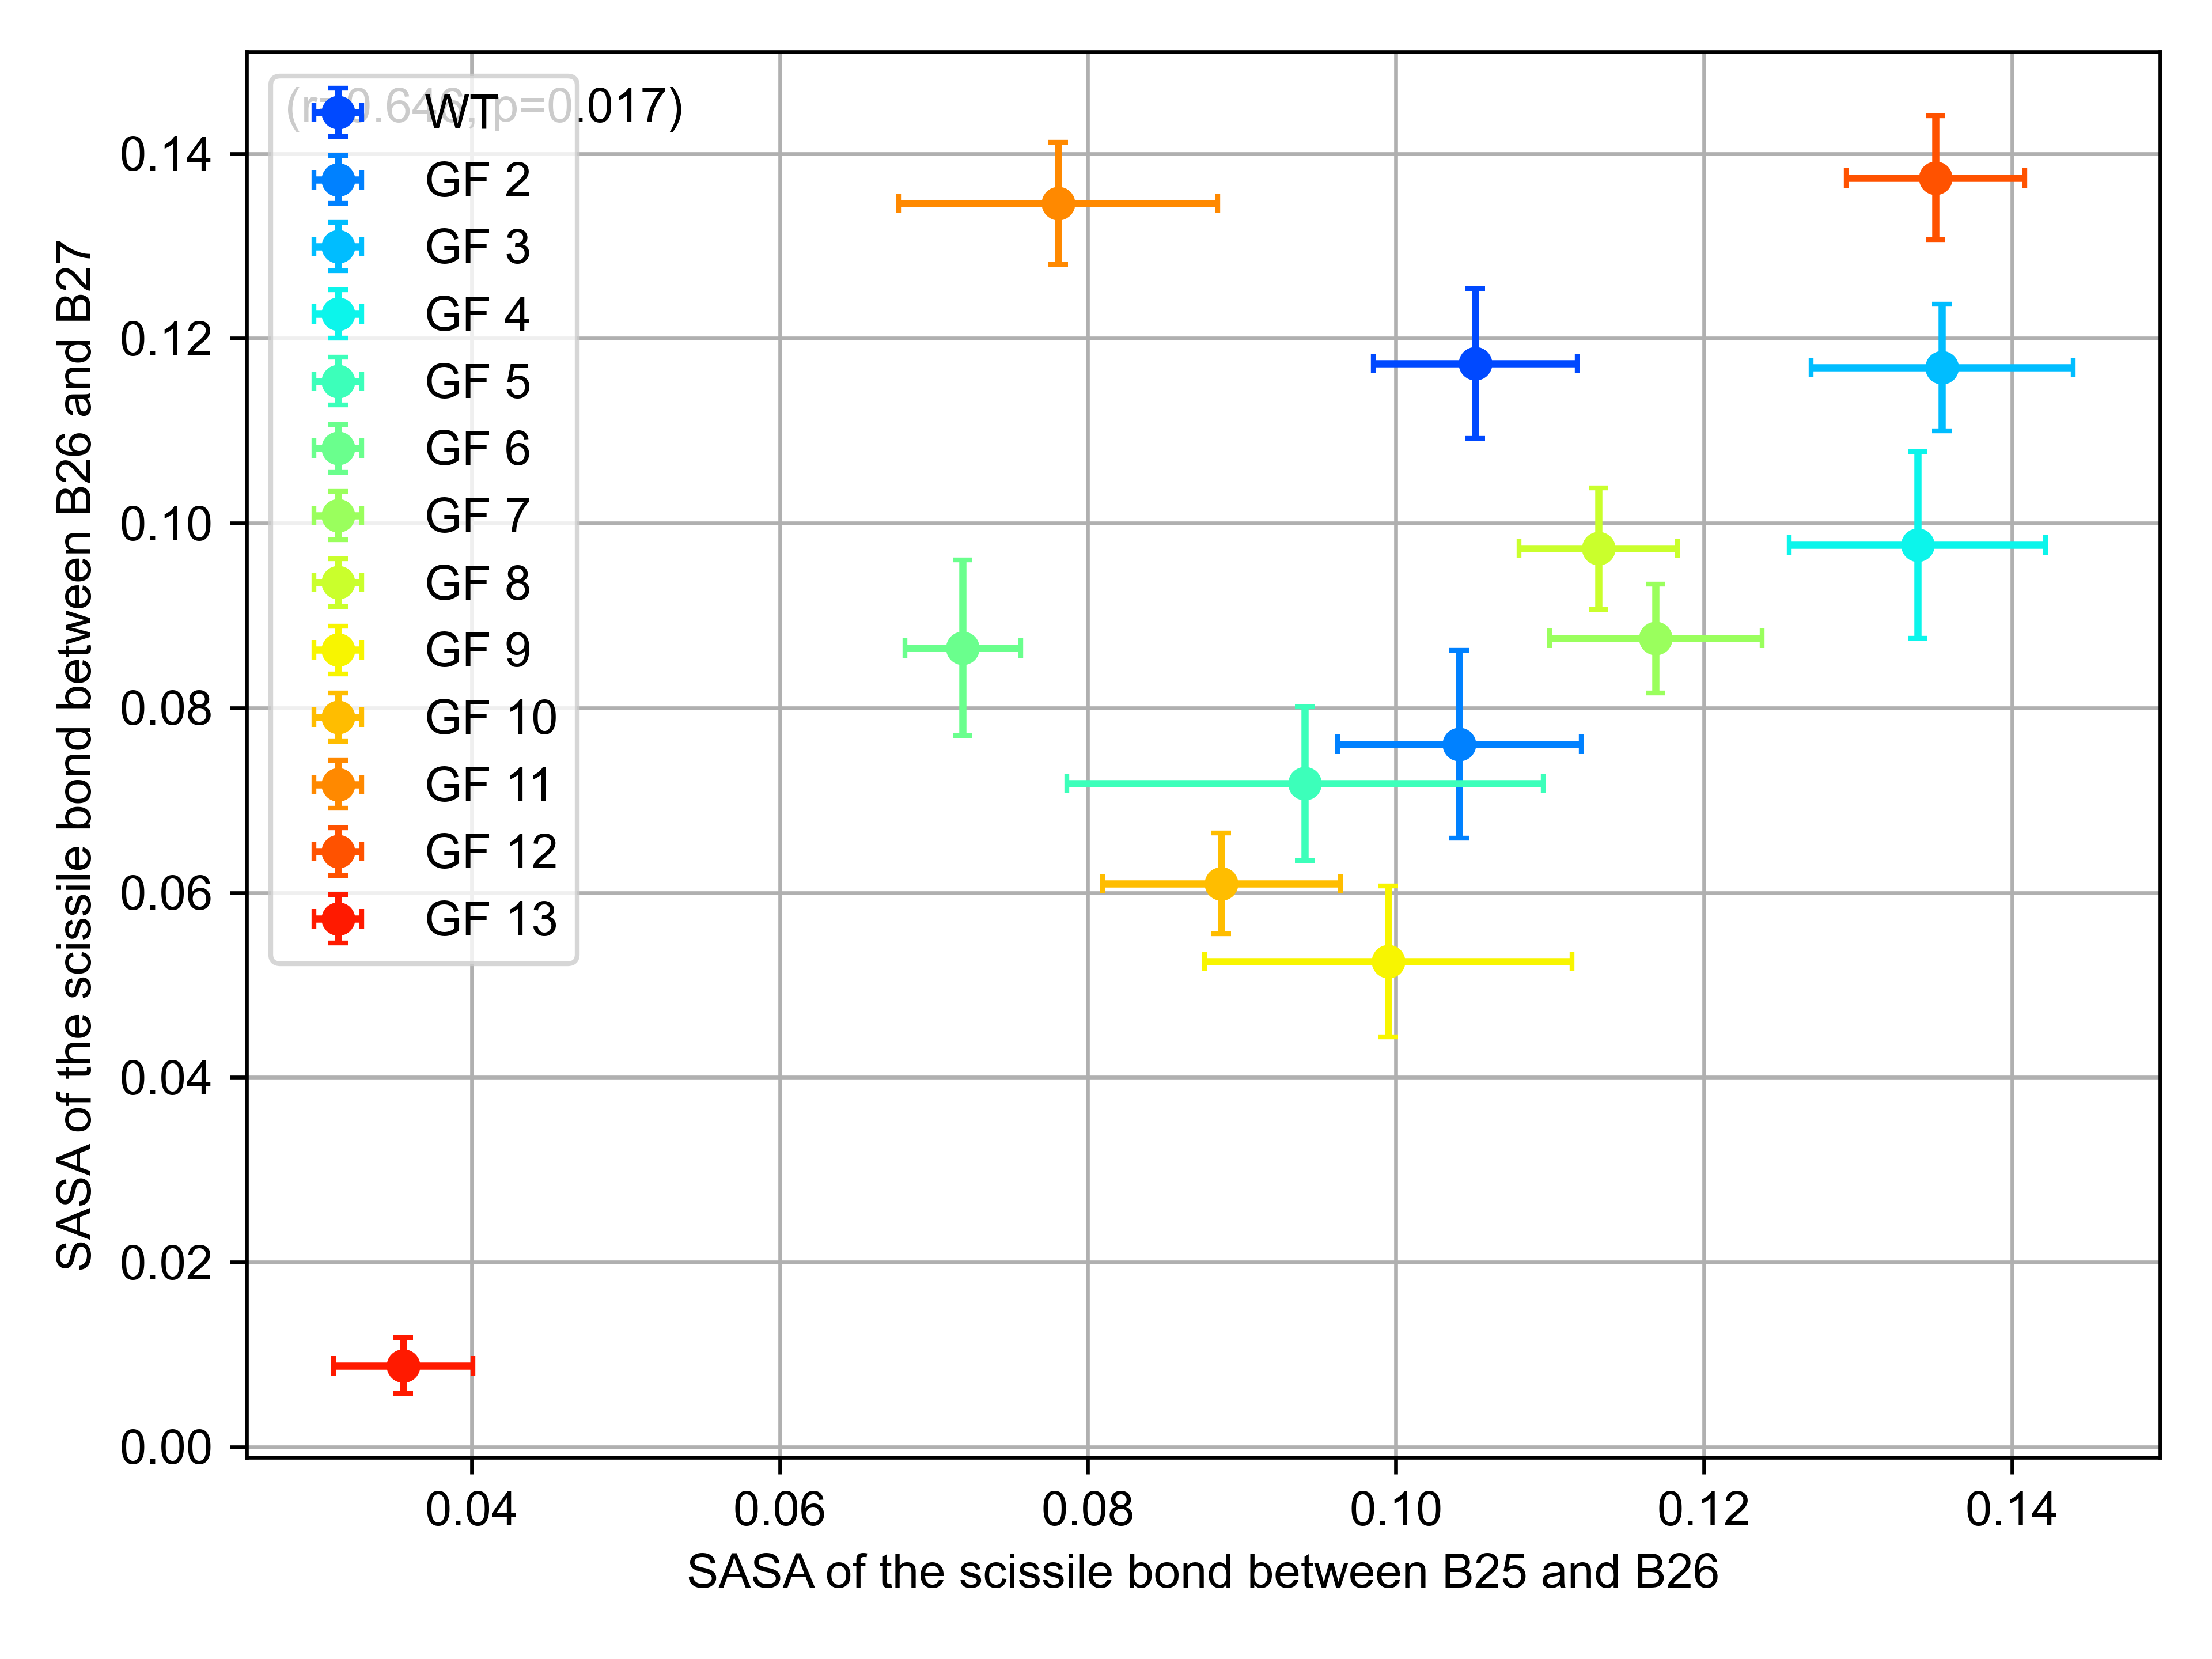 (r=0.646, p=0.017)
WT
GF 2
GF 3
GF 4
GF 5
GF 6
GF 7
GF 8
GF 9
GF 10
GF 11
GF 12
GF 13
0.14
0.12
0.10
0.08
0.06
0.04
0.02
0.00
SASA of the scissile bond between B26 and B27
0.04 0.06 0.08 0.10 0.12 0.14
SASA of the scissile bond between B25 and B26